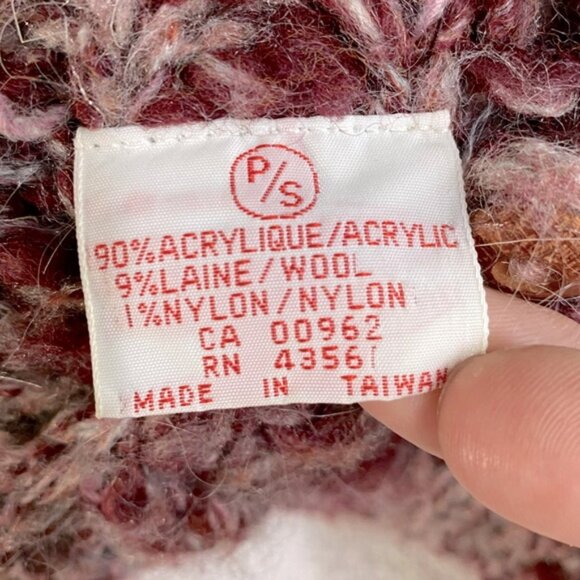 P/S
90%ACRYLIQUE/ACRYLIC
9%LAINE/WOOL
1%NYLON/NYLON
CA 00962
RN 43561
MADE IN TAIWAN